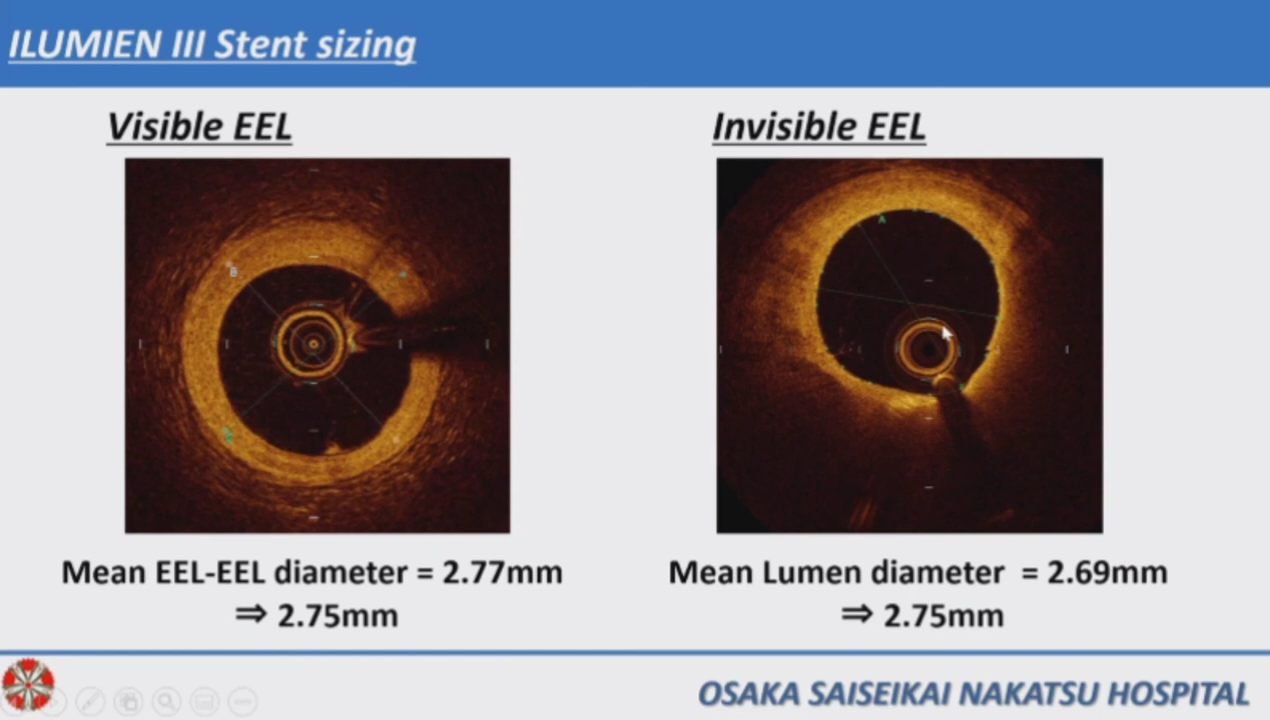 ILUMIEN III Stent sizing
Visible EEL
Invisible EEL
B
A
Mean EEL-EEL diameter = 2.77mm
⇒ 2.75mm
Mean Lumen diameter = 2.69mm
⇒ 2.75mm
OSAKA SAISEIKAI NAKATSU HOSPITAL